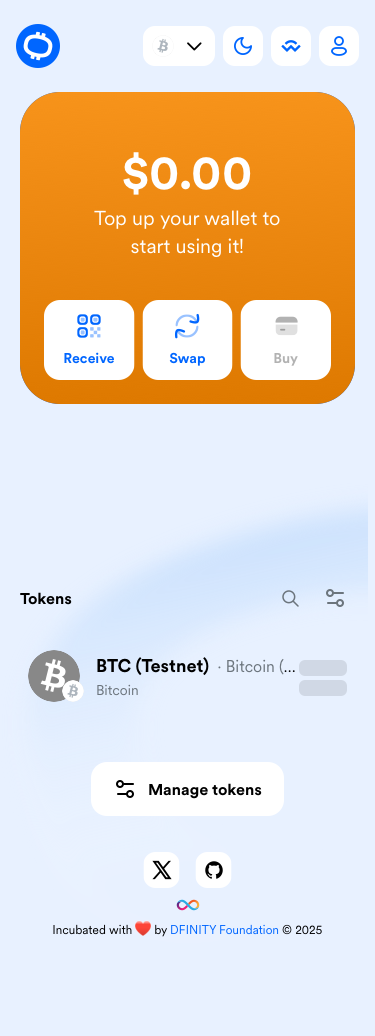 $0.00
Top up your wallet to
start using it!
Receive Swap Buy
Tokens
BTC (Testnet) · Bitcoin (...
Bitcoin
Manage tokens
Incubated with ❤️ by DFINITY Foundation © 2025